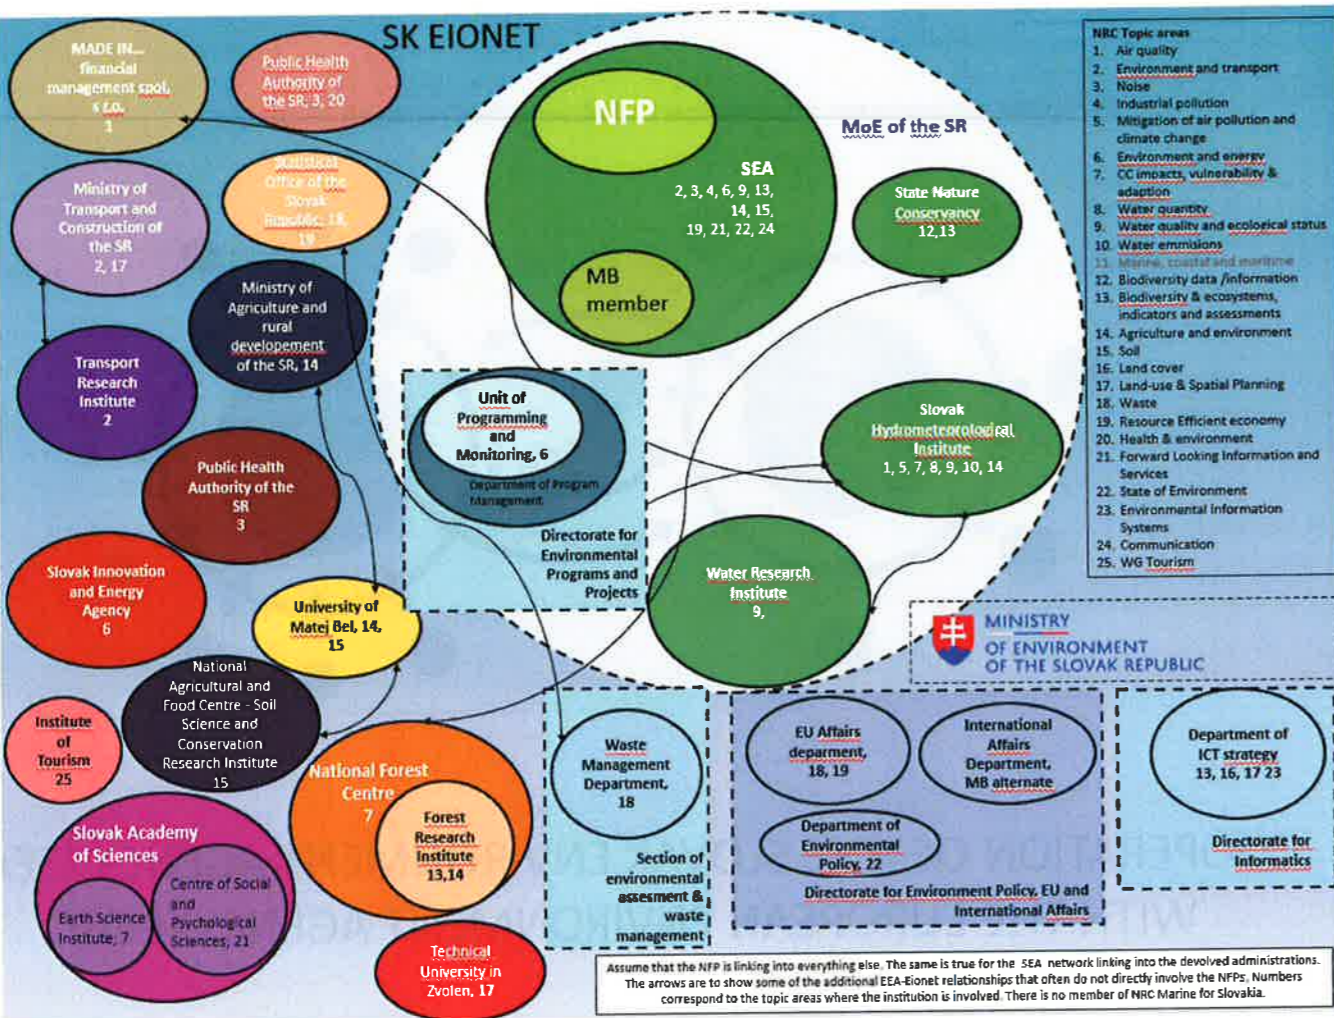 SK EIONET
MADE IN...
financial
management spol,
s r.o.
1
Public Health
Authority of
the SR, 3, 20
Ministry of
Transport and
Construction of
the SR
2, 17
Statistical
Office of the
Slovak
Republic, 18,
19
Ministry of
Agriculture and
rural
developement
of the SR, 14
Transport
Research
Institute
2
Public Health
Authority of the
SR
3
Slovak Innovation
and Energy
Agency
6
University of
Matej Bel, 14,
15
National
Agricultural and
Food Centre - Soil
Science and
Conservation
Research Institute
15
Institute
of
Tourism
25
National Forest
Centre
7
Forest
Research
Institute
13,14
Slovak Academy
of Sciences
Earth Science
Institute, 7
Centre of Social
and
Psychological
Sciences, 21
Technical
University in
Zvolen, 17
NFP
SEA
2, 3, 4, 6, 9, 13,
14, 15,
19, 21, 22, 24
MB
member
MoE of the SR
State Nature
Conservancy
12,13
Unit of
Programming
and
Monitoring, 6
Department of Program
Management
Directorate for
Environmental
Programs and
Projects
Slovak
Hydrometeorological
Institute
1, 5, 7, 8, 9, 10, 14
Water Research
Institute
9,
NRC Topic areas
1. Air quality
2. Environment and transport
3. Noise
4. Industrial pollution
5. Mitigation of air pollution and
climate change
6. Environment and energy
7. CC impacts, vulnerability &
adaption
8. Water quantity
9. Water quality and ecological status
10. Water emmisions
11. Marine, coastal and maritime
12. Biodiversity data /information
13. Biodiversity & ecosystems,
indicators and assessments
14. Agriculture and environment
15. Soil
16. Land cover
17. Land-use & Spatial Planning
18. Waste
19. Resource Efficient economy
20. Health & environment
21. Forward Looking Information and
Services
22. State of Environment
23. Environmental Information
Systems
24. Communication
25. WG Tourism
MINISTRY
OF ENVIRONMENT
OF THE SLOVAK REPUBLIC
Waste
Management
Department,
18
Section of
environmental
assesment &
waste
management
EU Affairs
deparment,
18, 19
International
Affairs
Department,
MB alternate
Department of
Environmental
Policy, 22
Directorate for Environment Policy, EU and
International Affairs
Department of
ICT strategy
13, 16, 17 23
Directorate for
Informatics
Assume that the NFP is linking into everything else. The same is true for the SEA network linking into the devolved administrations.
The arrows are to show some of the additional EEA-Eionet relationships that often do not directly involve the NFPs. Numbers
correspond to the topic areas where the institution is involved. There is no member of NRC Marine for Slovakia.